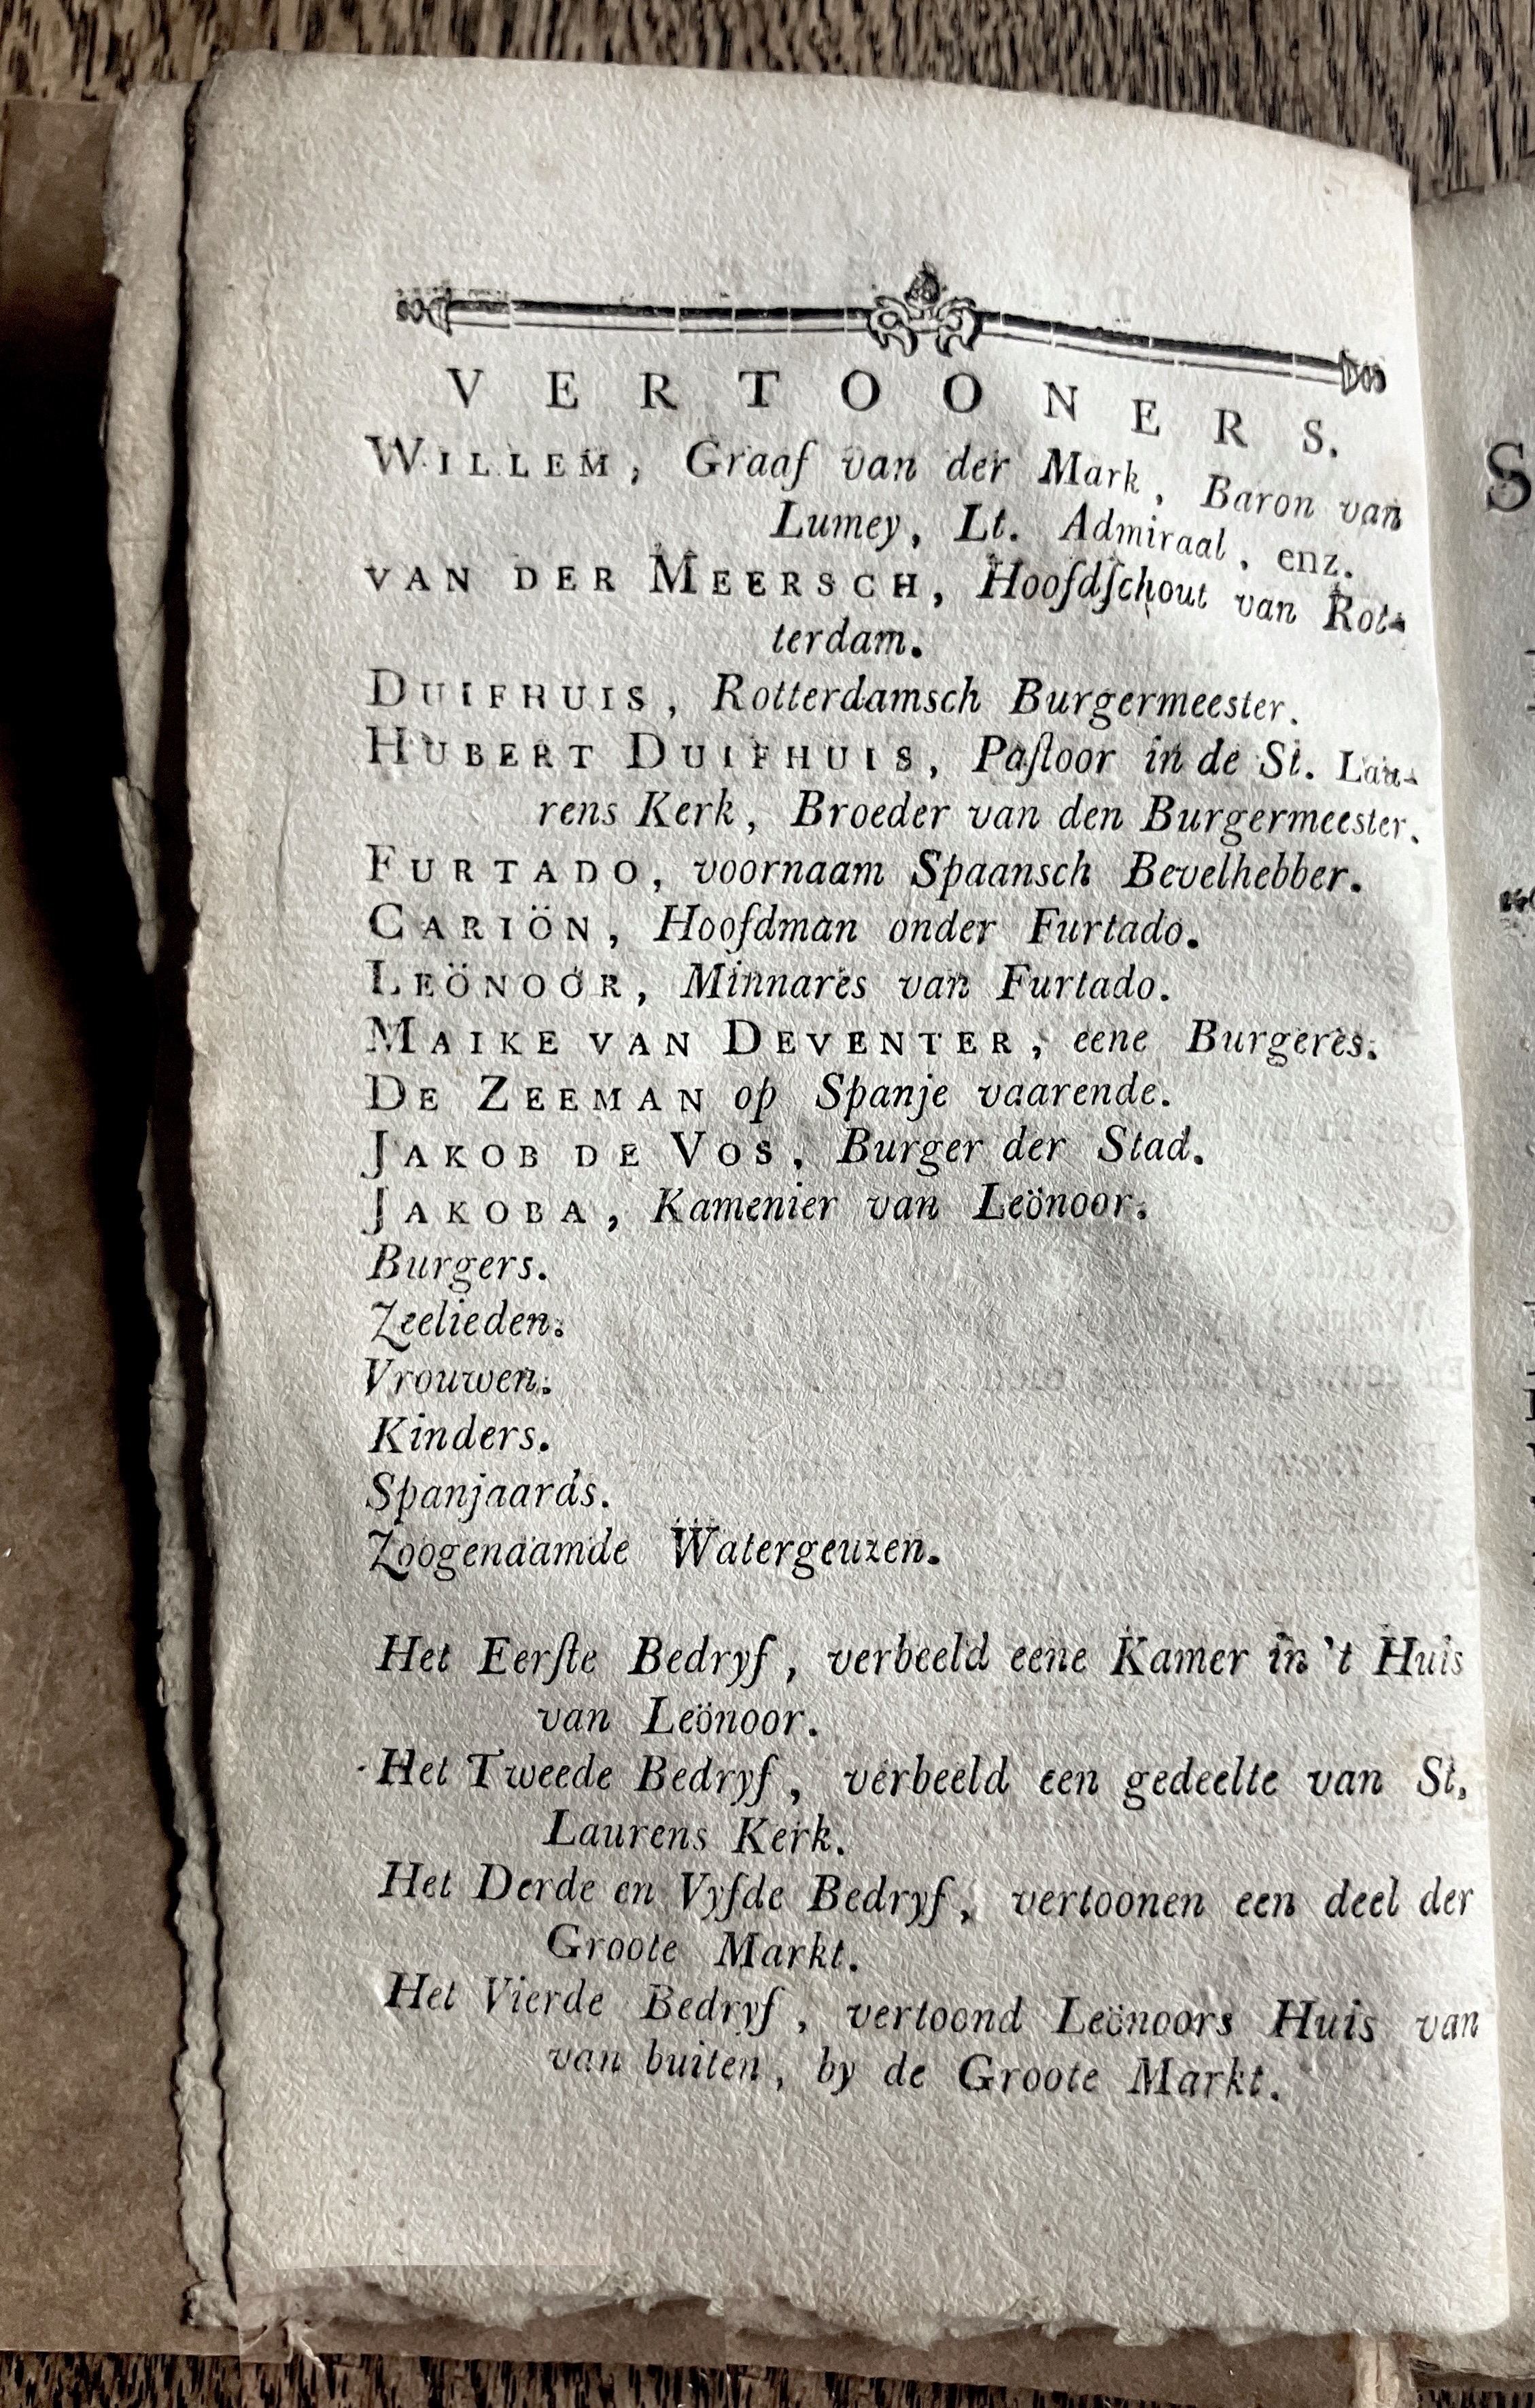 VERTOONERS.
WILLEM, Graaf van der Mark, Baron van
Lumey, Lt. Admiraal, enz.
VAN DER MEERSCH, Hoofdſchout van Rot-
terdam.
DUIFHUIS, Rotterdamsch Burgermeester.
HUBERT DUIFHUIS, Paſtoor in de St. Lau-
rens Kerk, Broeder van den Burgermeester.
FURTADO, voornaam Spaansch Bevelhebber.
CARIÖN, Hoofdman onder Furtado.
LEÖNOOR, Minnares van Furtado.
MAIKE VAN DEVENTER, eene Burgeres.
DE ZEEMAN op Spanje vaarende.
JAKOB DE VOS, Burger der Stad.
JAKOBA, Kamenier van Leönoor.
Burgers.
Zeelieden.
Vrouwen.
Kinders.
Spanjaards.
Zoogenaamde Watergeuzen.
Het Eerſte Bedryf, verbeeld eene Kamer in 't Huis
van Leönoor.
Het Tweede Bedryf, verbeeld een gedeelte van St.
Laurens Kerk.
Het Derde en Vyfde Bedryf, vertoonen een deel der
Groote Markt.
Het Vierde Bedryf, vertoond Leönoors Huis van
van buiten, by de Groote Markt.
S